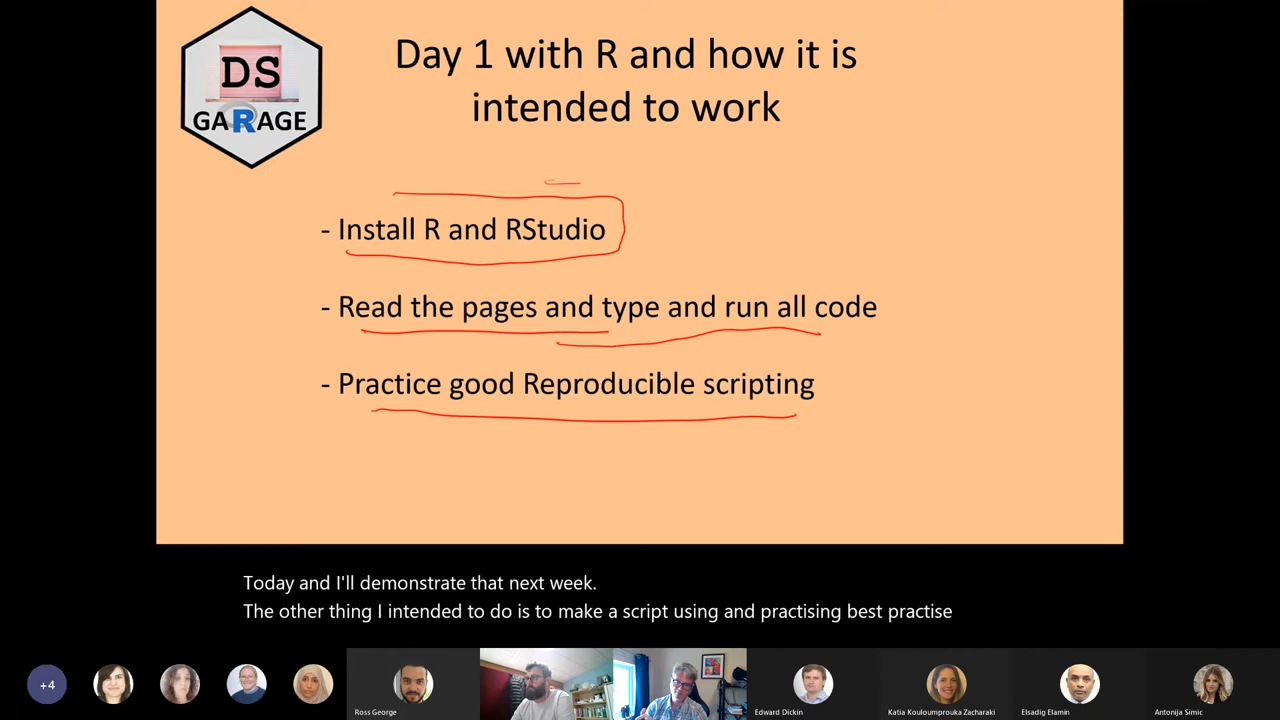 DS
GARAGE
Day 1 with R and how it is
intended to work
- Install R and RStudio
- Read the pages and type and run all code
- Practice good Reproducible scripting
Today and I'll demonstrate that next week.
The other thing I intended to do is to make a script using and practising best practise
+4
Ross George
Edward Dickin
Katia Kouloumprouka Zacharaki
Elsadig Elamin
Antonija Simic